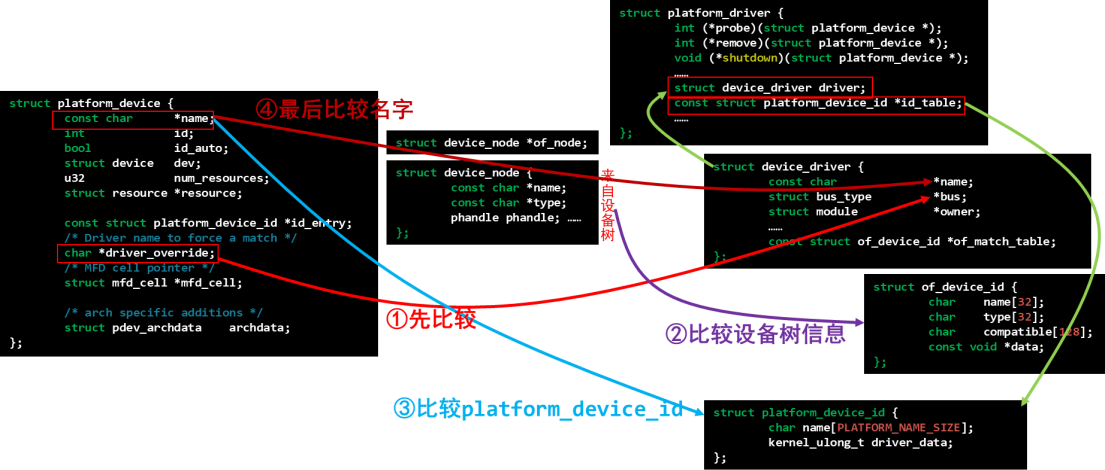 struct platform_driver {
int (*probe)(struct platform_device *);
int (*remove)(struct platform_device *);
void (*shutdown)(struct platform_device *);
……
struct device_driver driver;
const struct platform_device_id *id_table;
……
};
struct platform_device {
const char *name;
int id;
bool id_auto;
struct device dev;
u32 num_resources;
struct resource *resource;
const struct platform_device_id *id_entry;
/* Driver name to force a match */
char *driver_override;
/* MFD cell pointer */
struct mfd_cell *mfd_cell;
/* arch specific additions */
struct pdev_archdata archdata;
};
④最后比较名字
struct device_node *of_node;
struct device_node {
const char *name;
const char *type;
phandle phandle; ……
};
来自设备树
struct device_driver {
const char *name;
struct bus_type *bus;
struct module *owner;
……
const struct of_device_id *of_match_table;
};
①先比较
②比较设备树信息
struct of_device_id {
char name[32];
char type[32];
char compatible[128];
const void *data;
};
③比较platform_device_id
struct platform_device_id {
char name[PLATFORM_NAME_SIZE];
kernel_ulong_t driver_data;
};